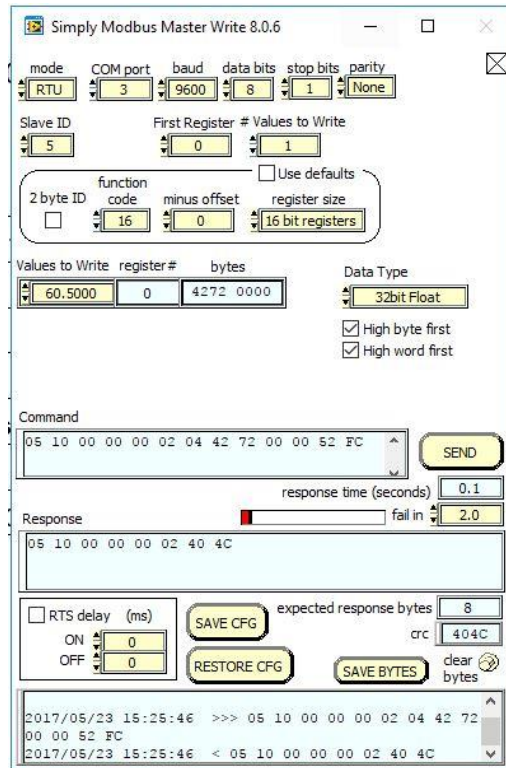 Simply Modbus Master Write 8.0.6
mode COM port baud data bits stop bits parity
RTU 3 9600 8 1 None
Slave ID First Register # Values to Write
5 0 1
Use defaults
2 byte ID function code minus offset register size
16 0 16 bit registers
Values to Write register# bytes Data Type
60.5000 0 4272 0000 32bit Float
High byte first
High word first
Command
05 10 00 00 00 02 04 42 72 00 00 52 FC
SEND
response time (seconds) 0.1
Response fail in 2.0
05 10 00 00 00 02 40 4C
RTS delay (ms)
ON 0
OFF 0
SAVE CFG
RESTORE CFG
expected response bytes 8
crc 404C
SAVE BYTES
clear bytes
2017/05/23 15:25:46 >>> 05 10 00 00 00 02 04 42 72
00 00 52 FC
2017/05/23 15:25:46 < 05 10 00 00 00 02 40 4C